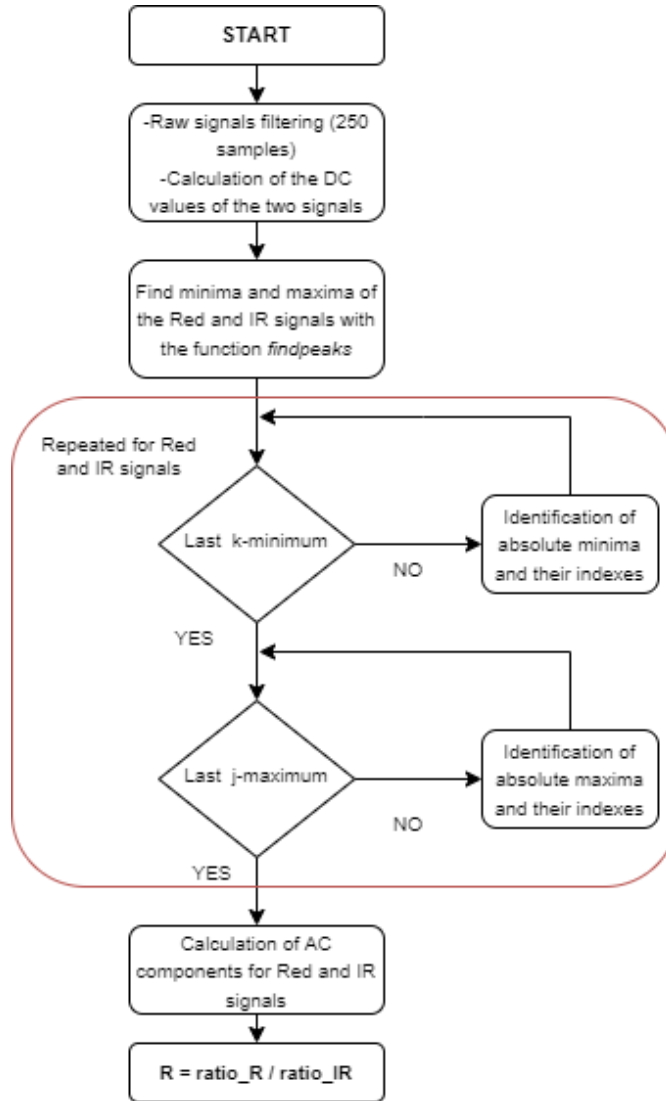 START
-Raw signals filtering (250
samples)
-Calculation of the DC
values of the two signals
Find minima and maxima of
the Red and IR signals with
the function findpeaks
Repeated for Red
and IR signals
Last k-minimum
NO
Identification of
absolute minima
and their indexes
YES
Last j-maximum
NO
Identification of
absolute maxima
and their indexes
YES
Calculation of AC
components for Red and IR
signals
R = ratio_R / ratio_IR